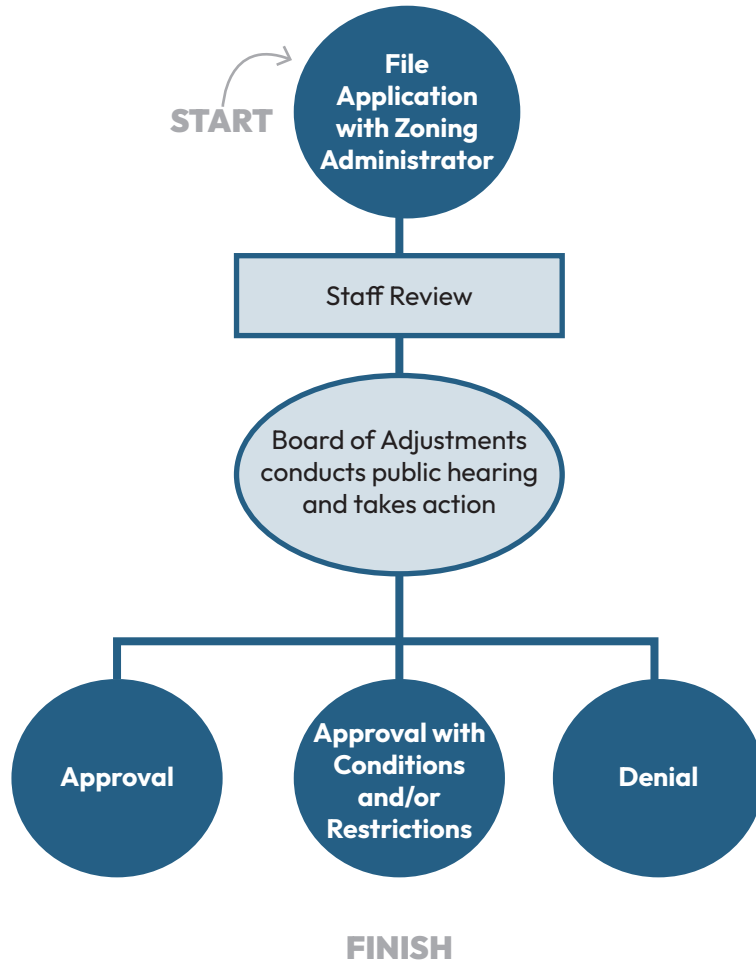 File
Application
with Zoning
Administrator
START
Staff Review
Board of Adjustments
conducts public hearing
and takes action
Approval
Approval with
Conditions
and/or
Restrictions
Denial
FINISH